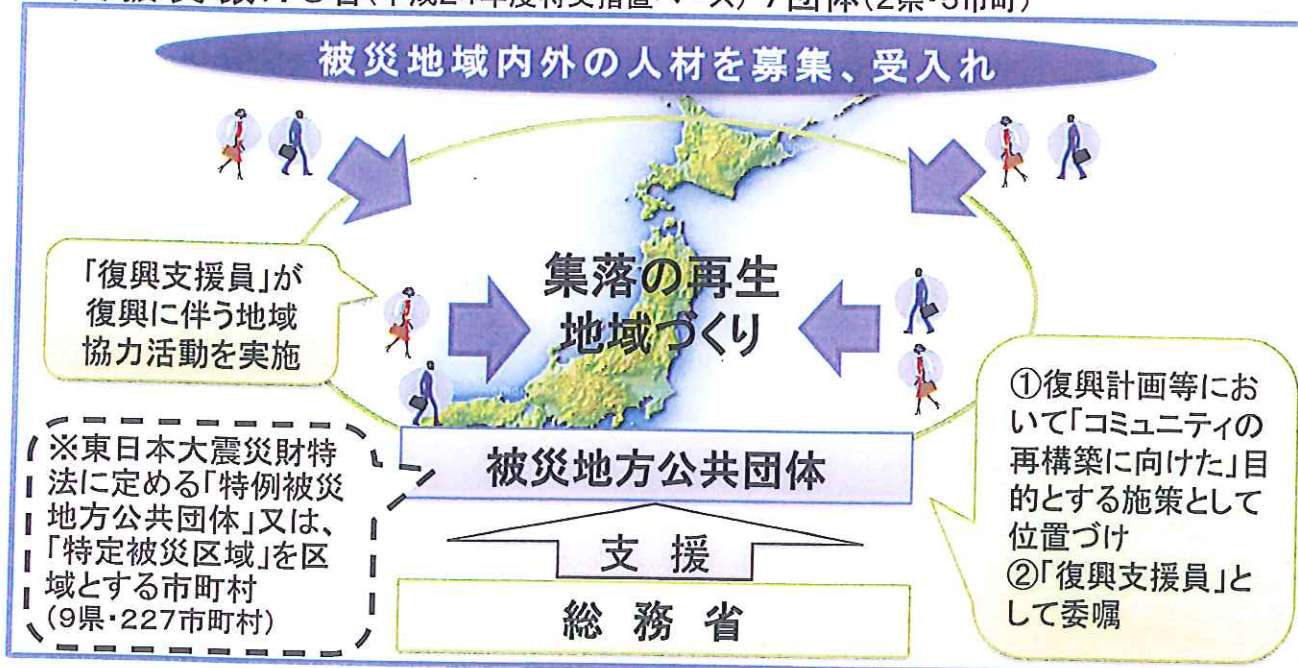 7団体(2県・5市町)
被災地域内外の人材を募集、受入れ
「復興支援員」が
復興に伴う地域
協力活動を実施
集落の再生
地域づくり
※東日本大震災財特
法に定める「特例被災
地方公共団体」又は、
「特定被災区域」を区
域とする市町村
(9県・227市町村)
被災地方公共団体
支 援
総 務 省
①復興計画等にお
いて「コミュニティの
再構築に向けた」目
的とする施策として
位置づけ
②「復興支援員」と
して委嘱